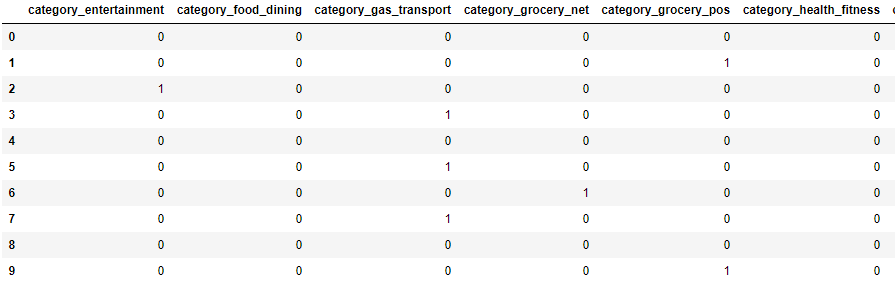 category_entertainment category_food_dining category_gas_transport category_grocery_net category_grocery_pos category_health_fitness
0 0 0 0 0 0 0
1 0 0 0 0 1 0
2 1 0 0 0 0 0
3 0 0 1 0 0 0
4 0 0 0 0 0 0
5 0 0 1 0 0 0
6 0 0 0 1 0 0
7 0 0 1 0 0 0
8 0 0 0 0 0 0
9 0 0 0 0 1 0